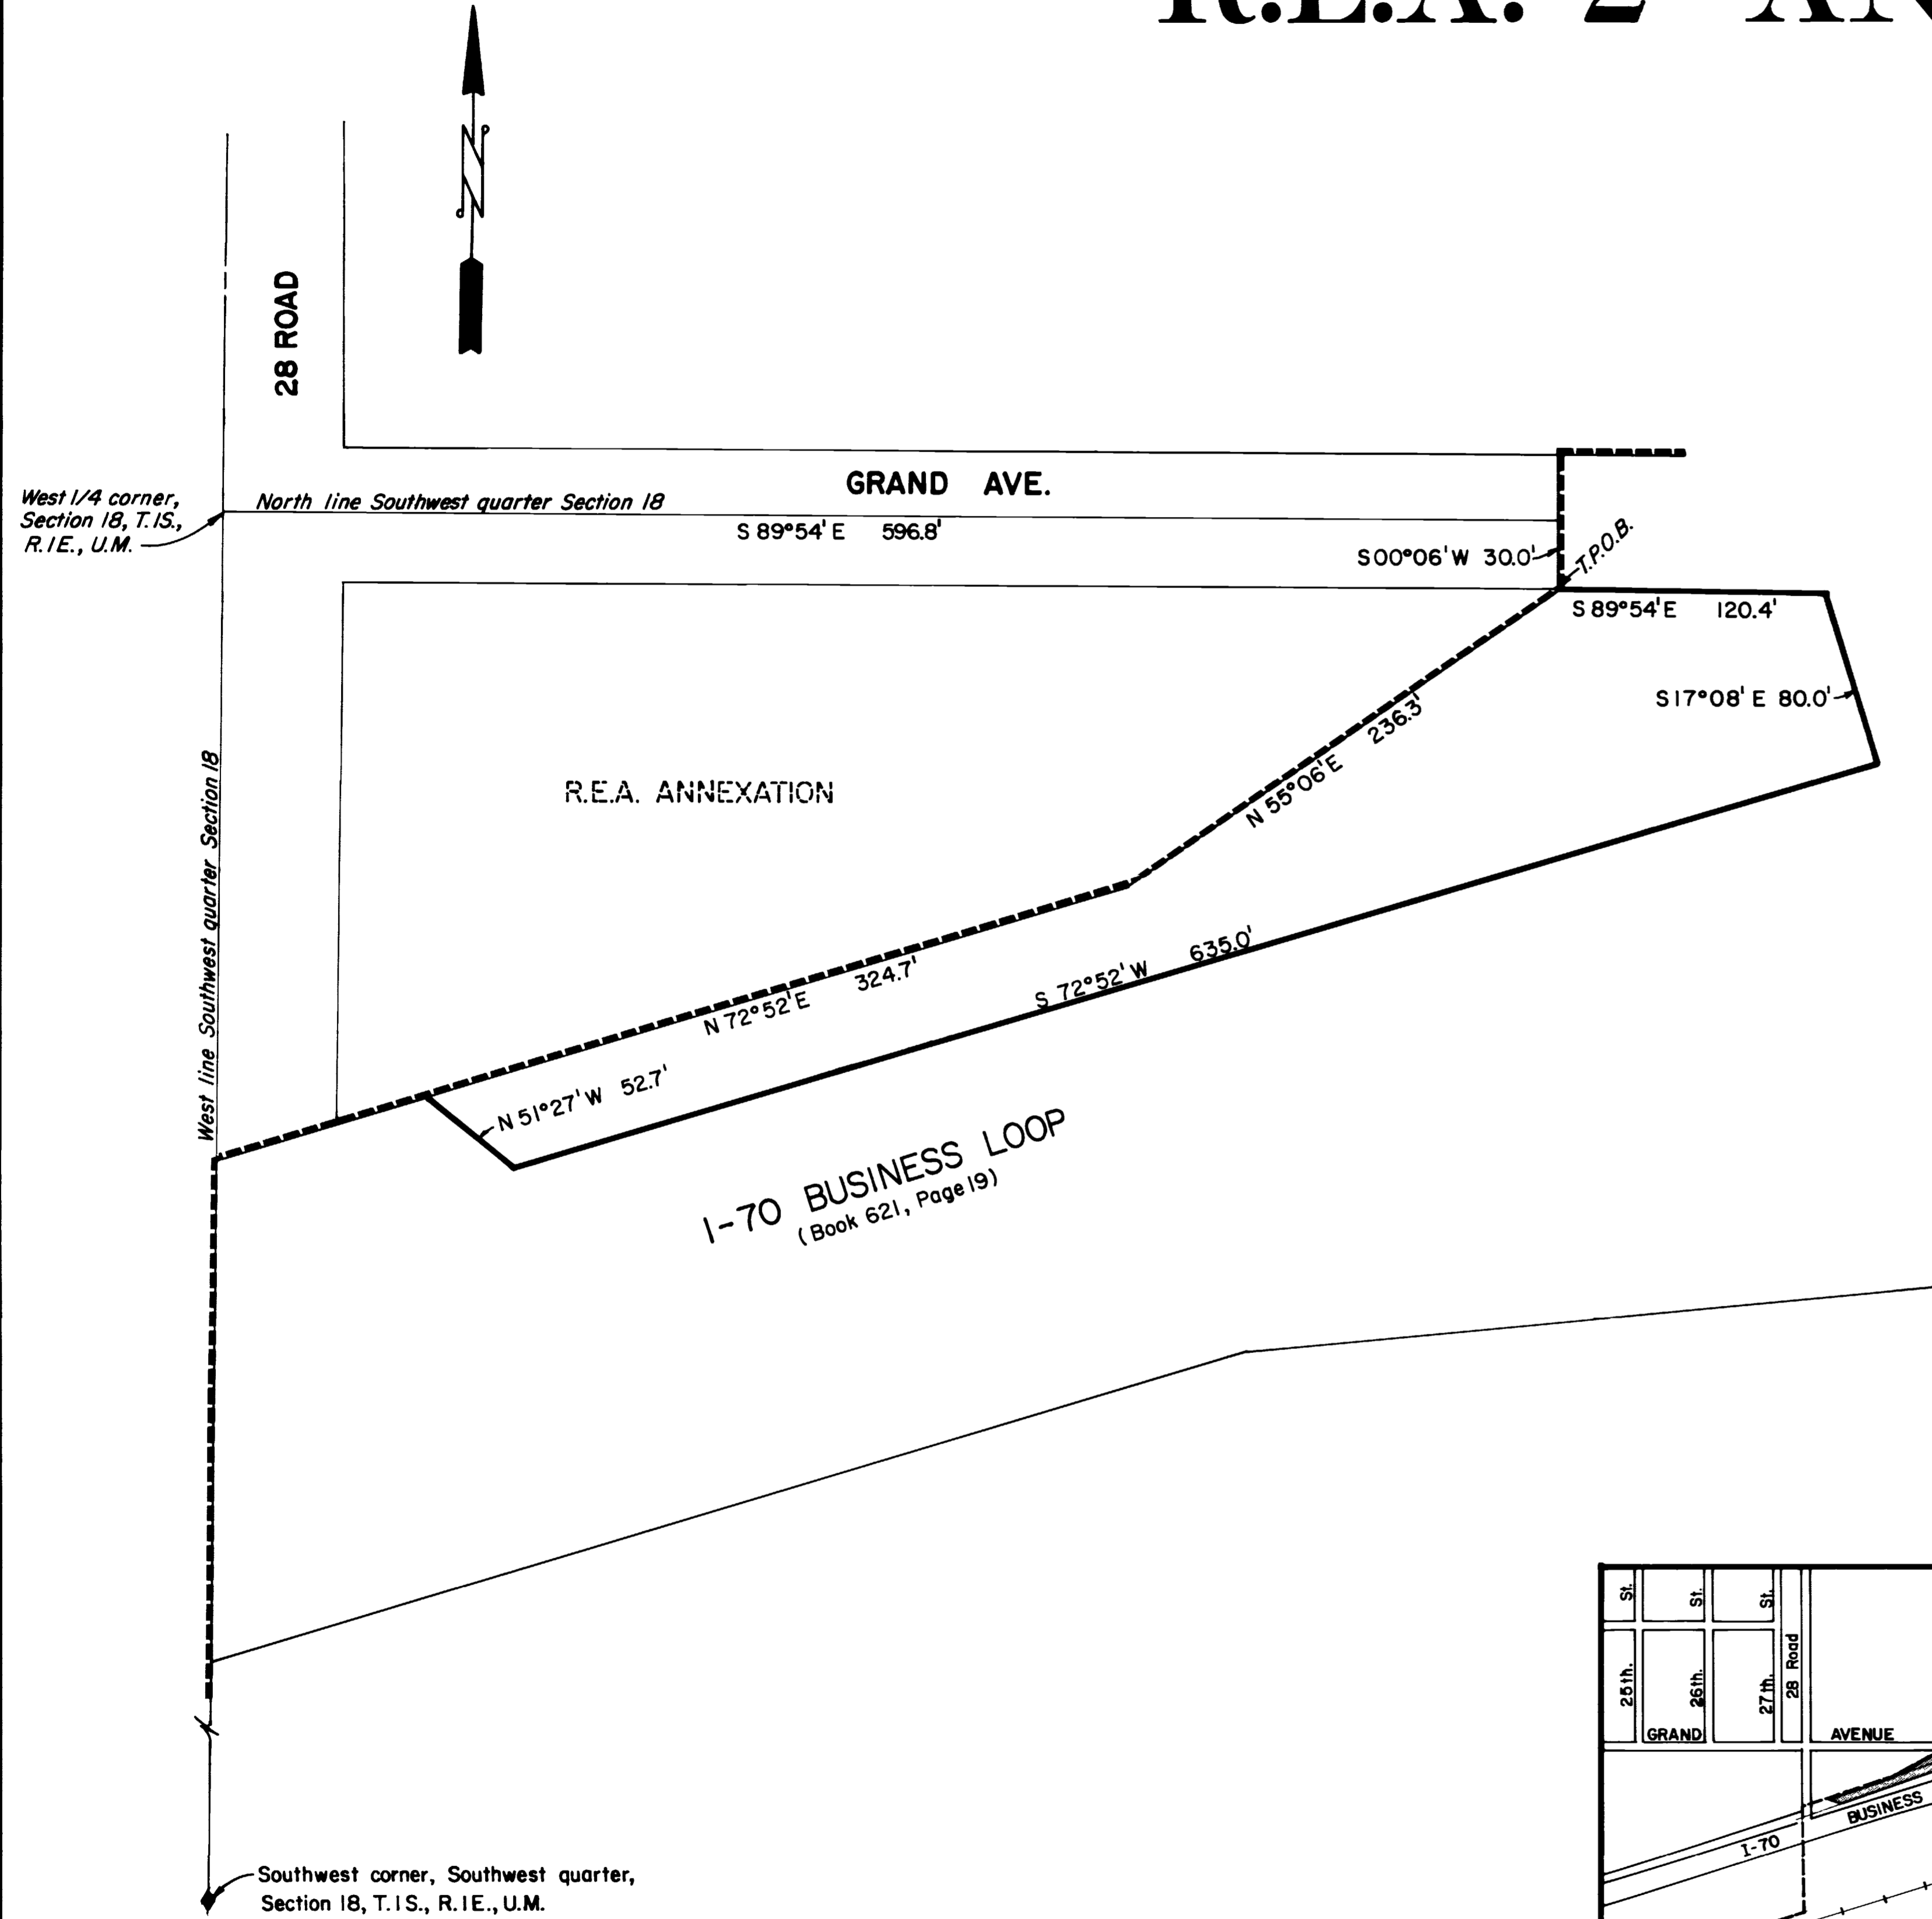 R.E.A. 2
N
28 ROAD
GRAND AVE.
West 1/4 corner,
Section 18, T.1S.,
R.1E., U.M.
North line Southwest quarter Section 18
S 89°54' E 596.8'
S 00°06' W 30.0'
T.P.O.B.
S 89°54' E 120.4'
S 17°08' E 80.0'
N 55°06' E 236.3'
R.E.A. ANNEXATION
West line Southwest quarter Section 18
N 72°52' E 324.7'
S 72°52' W 635.0'
N 51°27' W 52.7'
I-70 BUSINESS LOOP
(Book 621, Page 19)
St.
St.
St.
25th.
26th.
27th.
28 Road
GRAND
AVENUE
BUSINESS
I-70
Southwest corner, Southwest quarter,
Section 18, T.1S., R.1E., U.M.